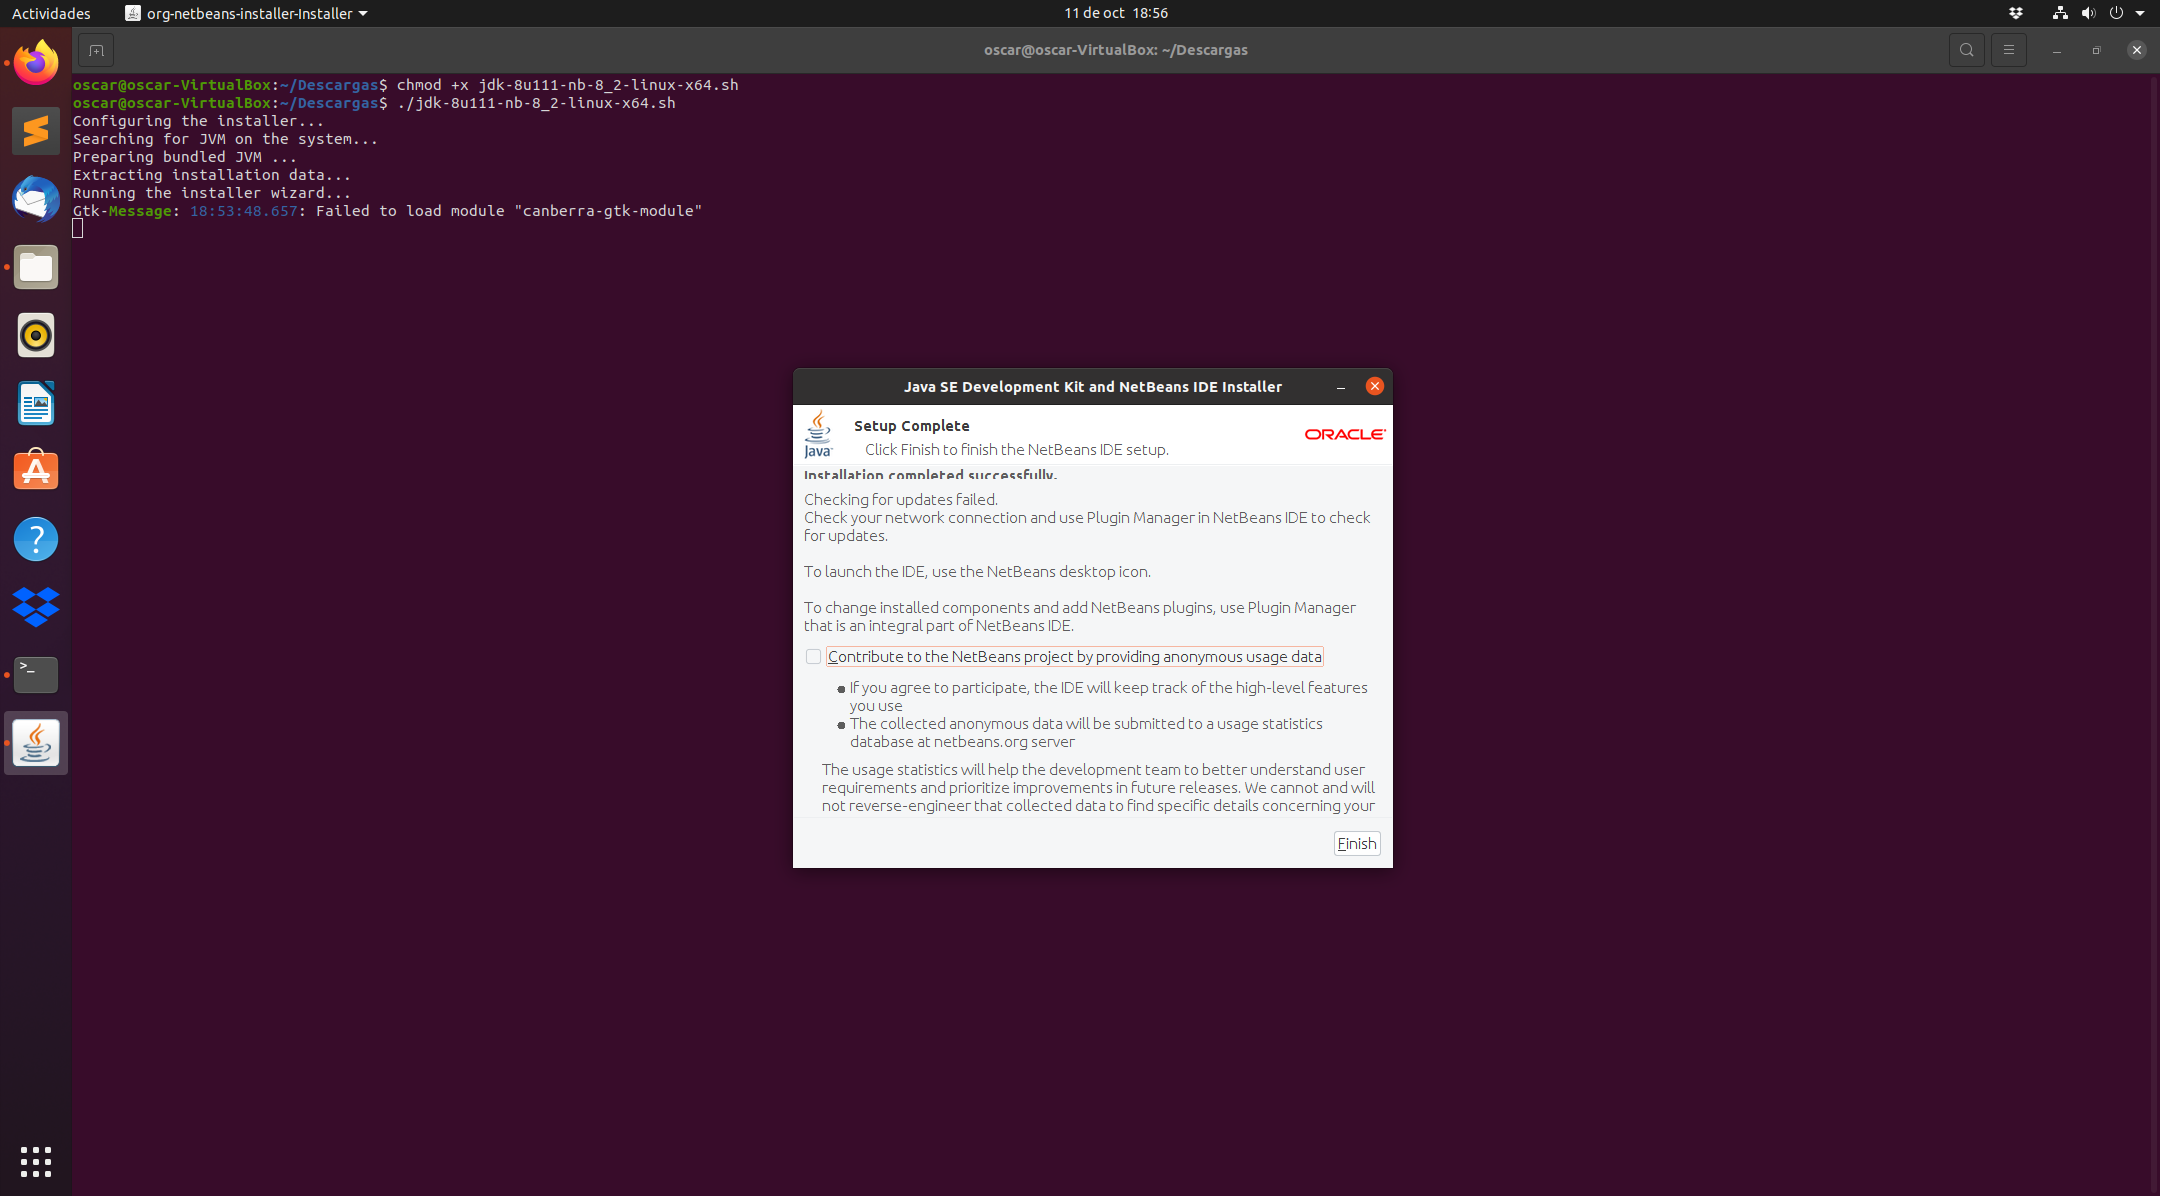 Actividades
org-netbeans-installer-Installer
11 de oct 18:56
oscar@oscar-VirtualBox: ~/Descargas
oscar@oscar-VirtualBox:~/Descargas$ chmod +x jdk-8u111-nb-8_2-linux-x64.sh
oscar@oscar-VirtualBox:~/Descargas$ ./jdk-8u111-nb-8_2-linux-x64.sh
Configuring the installer...
Searching for JVM on the system...
Preparing bundled JVM ...
Extracting installation data...
Running the installer wizard...
Gtk-Message: 18:53:48.657: Failed to load module "canberra-gtk-module"
Java SE Development Kit and NetBeans IDE Installer
Setup Complete
Click Finish to finish the NetBeans IDE setup.
Java
ORACLE
Installation completed successfully.
Checking for updates failed.
Check your network connection and use Plugin Manager in NetBeans IDE to check
for updates.
To launch the IDE, use the NetBeans desktop icon.
To change installed components and add NetBeans plugins, use Plugin Manager
that is an integral part of NetBeans IDE.
Contribute to the NetBeans project by providing anonymous usage data
If you agree to participate, the IDE will keep track of the high-level features
you use
The collected anonymous data will be submitted to a usage statistics
database at netbeans.org server
The usage statistics will help the development team to better understand user
requirements and prioritize improvements in future releases. We cannot and will
not reverse-engineer that collected data to find specific details concerning your
Finish